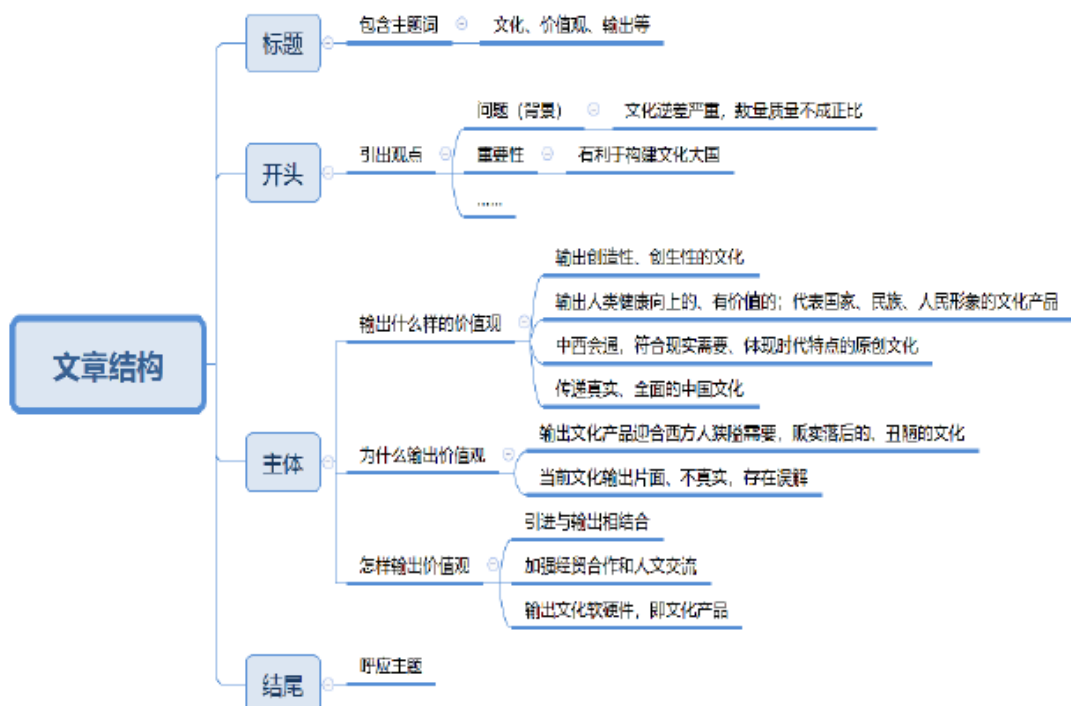 文章结构
标题
包含主题词
文化、价值观、输出等
开头
引出观点
问题（背景）
文化逆差严重，数量质量不成正比
重要性
有利于构建文化大国
......
主体
输出什么样的价值观
输出创造性、创生性的文化
输出人类健康向上的、有价值的；代表国家、民族、人民形象的文化产品
中西会通，符合现实需要、体现时代特点的原创文化
传递真实、全面的中国文化
为什么输出价值观
输出文化产品迎合西方人狭隘需要，贩卖落后的、丑陋的文化
当前文化输出片面、不真实，存在误解
怎样输出价值观
引进与输出相结合
加强经贸合作和人文交流
输出文化软硬件，即文化产品
结尾
呼应主题